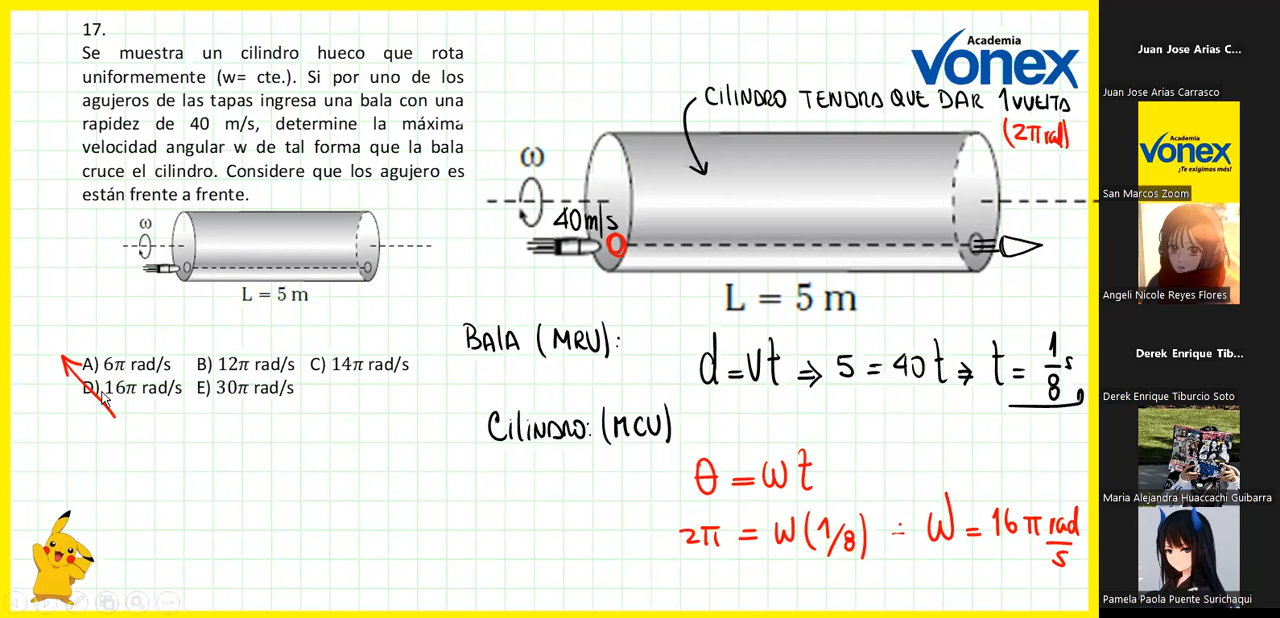 17.
Se muestra un cilindro hueco que rota
uniformemente (w= cte.). Si por uno de los
agujeros de las tapas ingresa una bala con una
rapidez de 40 m/s, determine la máxima
velocidad angular w de tal forma que la bala
cruce el cilindro. Considere que los agujero es
están frente a frente.
ω
L = 5 m
A) 6π rad/s B) 12π rad/s C) 14π rad/s
D) 16π rad/s E) 30π rad/s
Academia
Vonex
CILINDRO TENDRA QUE DAR 1 VUELTA
(2π rad)
ω
40 m/s
L = 5 m
BALA (MRU):
d = vt ⇒ 5 = 40t ⇒ t = 1/8 s
CILINDRO: (MCU)
θ = ωt
2π = W(1/8) ∴ W = 16π rad/s
Juan Jose Arias C...
Juan Jose Arias Carrasco
Academia
Vonex
¡Te exigimos más!
San Marcos Zoom
Angeli Nicole Reyes Flores
Derek Enrique Tib...
Derek Enrique Tiburcio Soto
Maria Alejandra Huaccachi Guibarra
Pamela Paola Puente Surichaqui